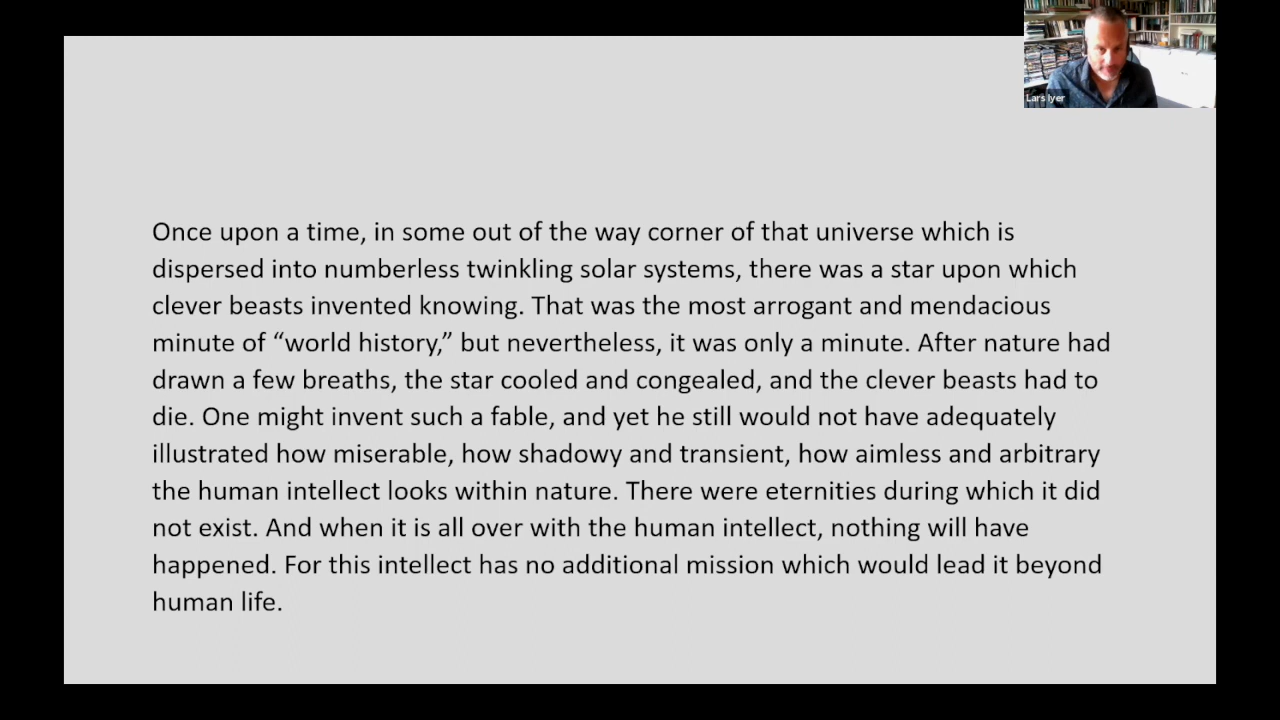 Lars Iyer
Once upon a time, in some out of the way corner of that universe which is
dispersed into numberless twinkling solar systems, there was a star upon which
clever beasts invented knowing. That was the most arrogant and mendacious
minute of “world history,” but nevertheless, it was only a minute. After nature had
drawn a few breaths, the star cooled and congealed, and the clever beasts had to
die. One might invent such a fable, and yet he still would not have adequately
illustrated how miserable, how shadowy and transient, how aimless and arbitrary
the human intellect looks within nature. There were eternities during which it did
not exist. And when it is all over with the human intellect, nothing will have
happened. For this intellect has no additional mission which would lead it beyond
human life.